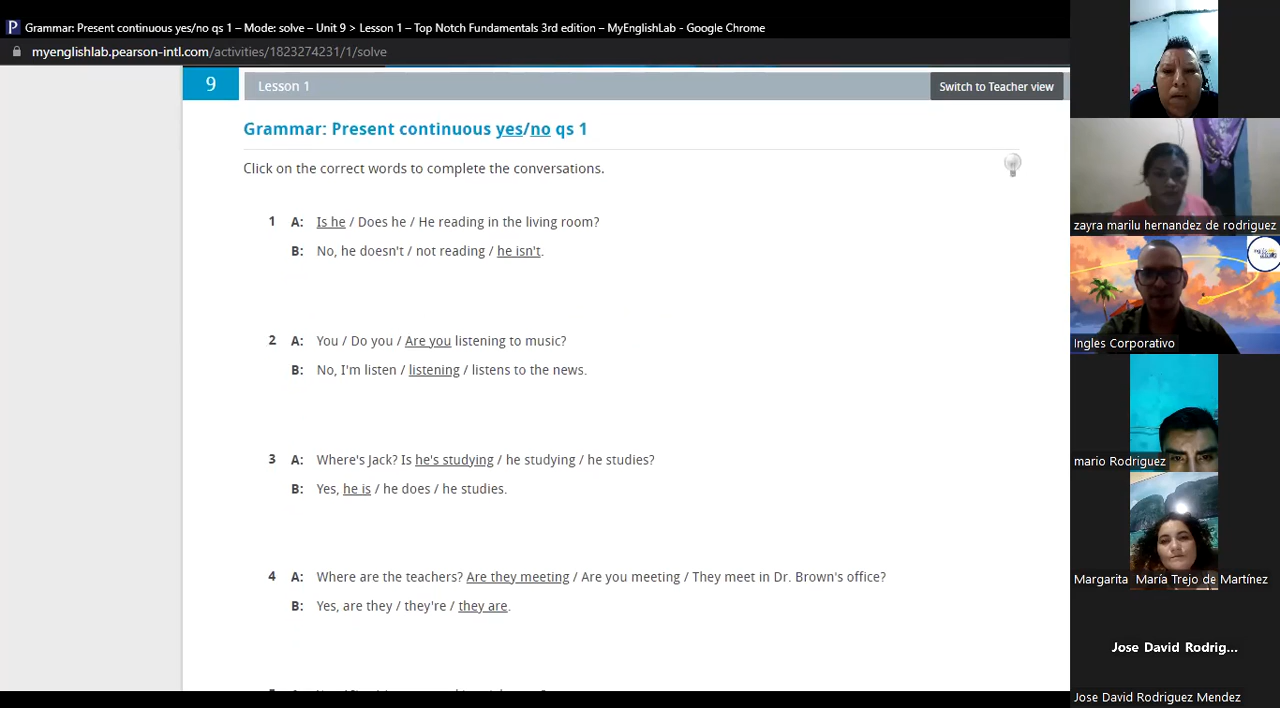 Grammar: Present continuous yes/no qs 1 – Mode: solve – Unit 9 > Lesson 1 – Top Notch Fundamentals 3rd edition – MyEnglishLab - Google Chrome
myenglishlab.pearson-intl.com/activities/1823274231/1/solve
9 Lesson 1 Switch to Teacher view
Grammar: Present continuous yes/no qs 1
Click on the correct words to complete the conversations.
1 A: Is he / Does he / He reading in the living room?
B: No, he doesn't / not reading / he isn't.
2 A: You / Do you / Are you listening to music?
B: No, I'm listen / listening / listens to the news.
3 A: Where's Jack? Is he's studying / he studying / he studies?
B: Yes, he is / he does / he studies.
4 A: Where are the teachers? Are they meeting / Are you meeting / They meet in Dr. Brown's office?
B: Yes, are they / they're / they are.
zayra marilu hernandez de rodriguez
Ingles Corporativo
mario Rodriguez
Margarita María Trejo de Martínez
Jose David Rodrig...
Jose David Rodriguez Mendez